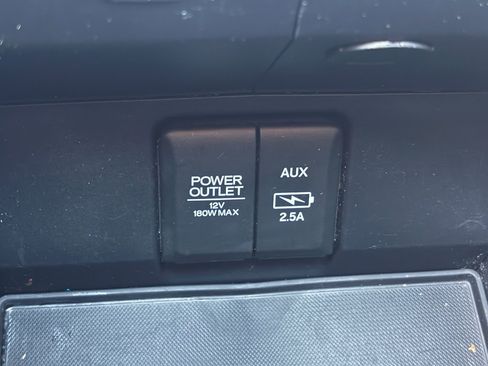 POWER
OUTLET
12V
180W MAX
AUX
2.5A